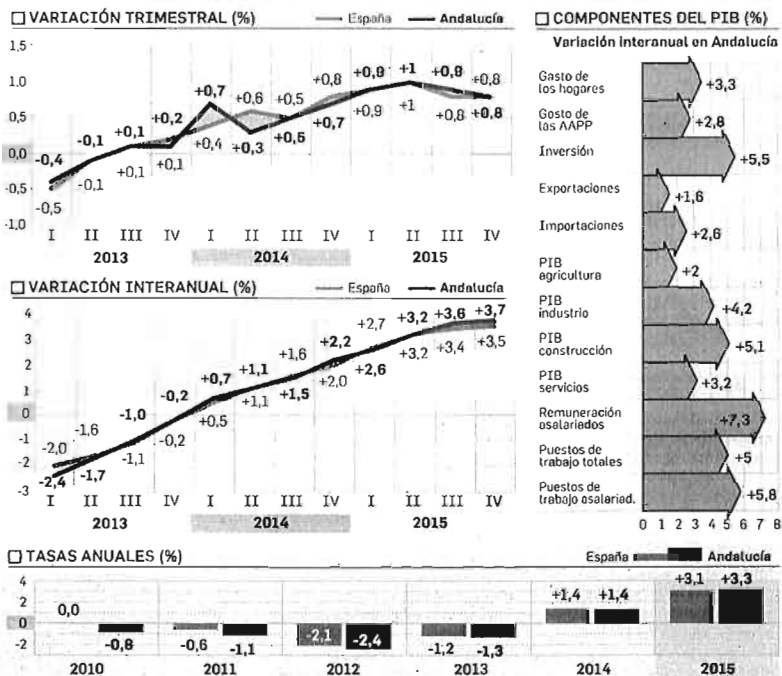 VARIACIÓN TRIMESTRAL (%)
España Andalucía
1,5
1,0
0,5
0,0
-0,5
-1,0
-0,4 -0,1 +0,1 +0,2 +0,7 +0,6 +0,5 +0,8 +0,9 +1 +0,9 +0,8
-0,5 -0,1 +0,1 +0,1 +0,4 +0,3 +0,5 +0,7 +0,9 +1 +0,8 +0,8
I II III IV I II III IV I II III IV
2013 2014 2015
VARIACIÓN INTERANUAL (%)
España Andalucía
4
3
2
1
0
-1
-2
-3
-2,0 -1,6 -1,0 -0,2 +0,7 +1,1 +1,6 +2,2 +2,7 +3,2 +3,6 +3,7
-2,4 -1,7 -1,1 -0,2 +0,5 +1,1 +1,5 +2,0 +2,6 +3,2 +3,4 +3,5
I II III IV I II III IV I II III IV
2013 2014 2015
COMPONENTES DEL PIB (%)
Variación interanual en Andalucía
Gasto de
los hogares +3,3
Gasto de
las AAPP +2,8
Inversión +5,5
Exportaciones +1,6
Importaciones +2,6
PIB
agricultura +2
PIB
industrio +4,2
PIB
construcción +5,1
PIB
servicios +3,2
Remuneración
asalariados +7,3
Puestos de
trabajo totales +5
Puestos de
trabajo asalariad. +5,8
0 1 2 3 4 5 6 7 8
TASAS ANUALES (%)
España Andalucía
4
2
0
-2
0,0 -0,8 -0,6 -1,1 -2,1 -2,4 -1,2 -1,3 +1,4 +1,4 +3,1 +3,3
2010 2011 2012 2013 2014 2015